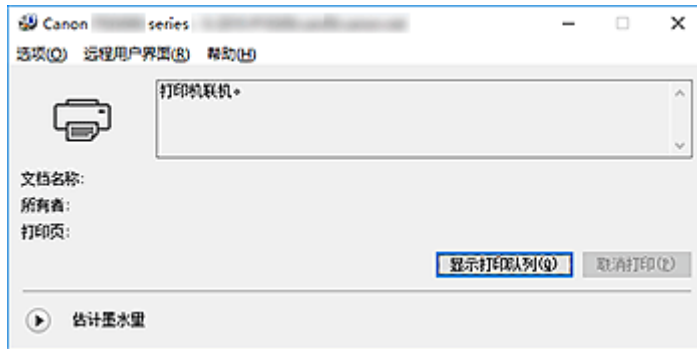 Canon series
选项(O) 远程用户界面(R) 帮助(H)
打印机联机。
文档名称:
所有者:
打印页:
显示打印队列(Q) 取消打印(P)
估计墨水量